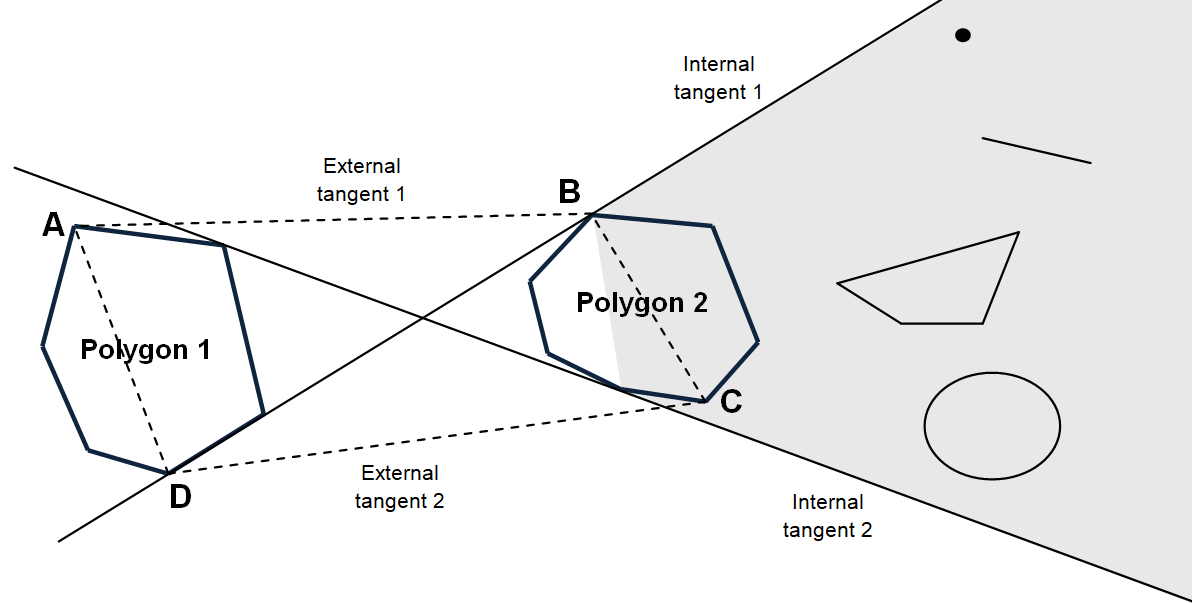 Internal
tangent 1
External
tangent 1
B
A
Polygon 2
Polygon 1
C
External
tangent 2
D
Internal
tangent 2